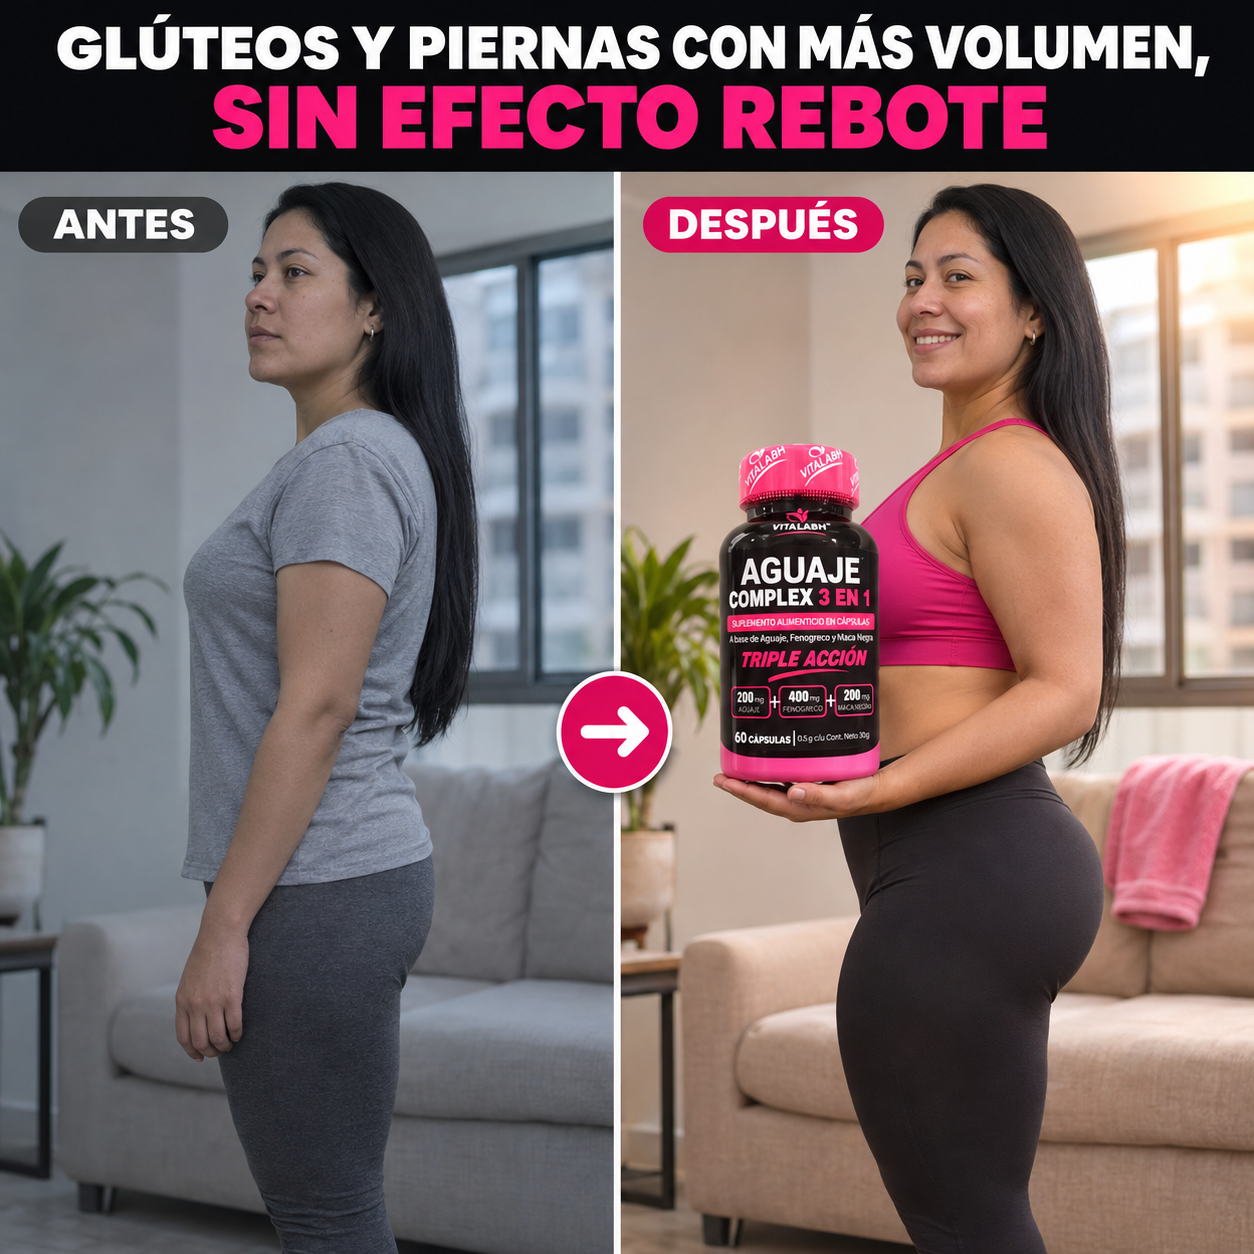 GLÚTEOS Y PIERNAS CON MÁS VOLUMEN,
SIN EFECTO REBOTE
ANTES
DESPUÉS
VITALABH VITALABH
VITALABH
AGUAJE
COMPLEX 3 EN 1
SUPLEMENTO ALIMENTICIO EN CÁPSULAS
A base de Aguaje, Fenogreco y Maca Negra
TRIPLE ACCIÓN
200 mg + 400 mg + 200 mg
AGUAJE FENOGRECO MACA NEGRA
60 CÁPSULAS | 0.5 g c/u Cont. Neto 30g